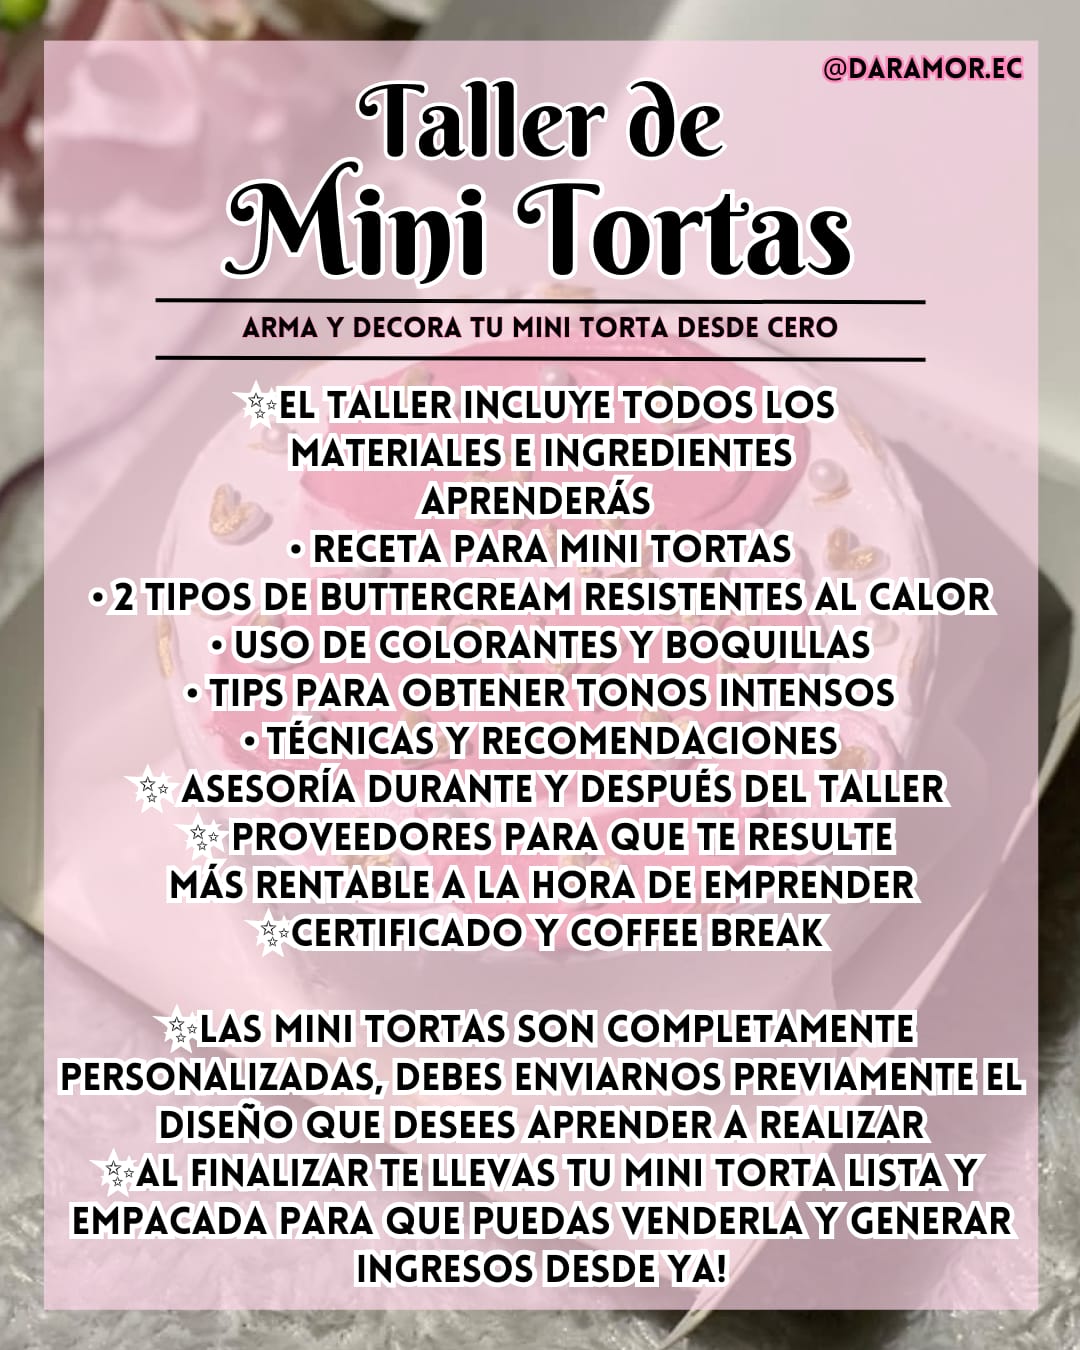 @DARAMOR.EC
Taller de
Mini Tortas
ARMA Y DECORA TU MINI TORTA DESDE CERO
✨EL TALLER INCLUYE TODOS LOS
MATERIALES E INGREDIENTES
APRENDERÁS
• RECETA PARA MINI TORTAS
• 2 TIPOS DE BUTTERCREAM RESISTENTES AL CALOR
• USO DE COLORANTES Y BOQUILLAS
• TIPS PARA OBTENER TONOS INTENSOS
• TÉCNICAS Y RECOMENDACIONES
✨ ASESORÍA DURANTE Y DESPUÉS DEL TALLER
✨ PROVEEDORES PARA QUE TE RESULTE
MÁS RENTABLE A LA HORA DE EMPRENDER
✨CERTIFICADO Y COFFEE BREAK
✨LAS MINI TORTAS SON COMPLETAMENTE
PERSONALIZADAS, DEBES ENVIARNOS PREVIAMENTE EL
DISEÑO QUE DESEES APRENDER A REALIZAR
✨AL FINALIZAR TE LLEVAS TU MINI TORTA LISTA Y
EMPACADA PARA QUE PUEDAS VENDERLA Y GENERAR
INGRESOS DESDE YA!